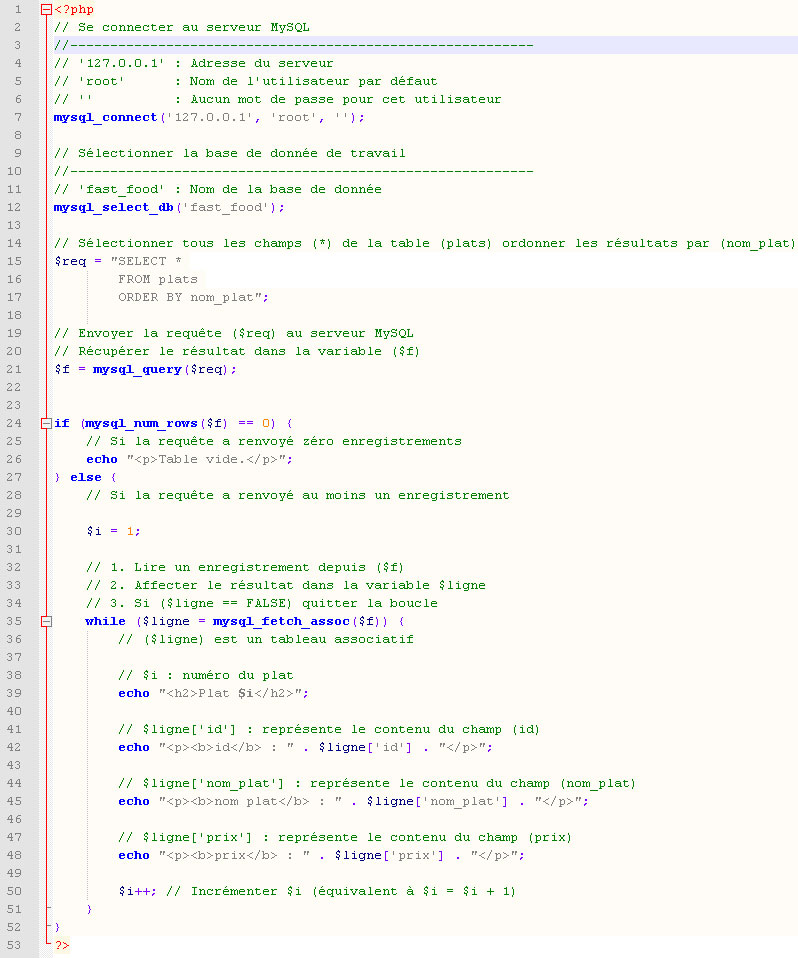 1 <?php
2 // Se connecter au serveur MySQL
3 //----------------------------------------------------------
4 // '127.0.0.1' : Adresse du serveur
5 // 'root'      : Nom de l'utilisateur par défaut
6 // ''          : Aucun mot de passe pour cet utilisateur
7 mysql_connect('127.0.0.1', 'root', '');
8
9 // Sélectionner la base de donnée de travail
10 //----------------------------------------------------------
11 // 'fast_food' : Nom de la base de donnée
12 mysql_select_db('fast_food');
13
14 // Sélectionner tous les champs (*) de la table (plats) ordonner les résultats par (nom_plat)
15 $req = "SELECT *
16         FROM plats
17         ORDER BY nom_plat";
18
19 // Envoyer la requête ($req) au serveur MySQL
20 // Récupérer le résultat dans la variable ($f)
21 $f = mysql_query($req);
22
23
24 if (mysql_num_rows($f) == 0) {
25     // Si la requête a renvoyé zéro enregistrements
26     echo "<p>Table vide.</p>";
27 } else {
28     // Si la requête a renvoyé au moins un enregistrement
29
30     $i = 1;
31
32     // 1. Lire un enregistrement depuis ($f)
33     // 2. Affecter le résultat dans la variable $ligne
34     // 3. Si ($ligne == FALSE) quitter la boucle
35     while ($ligne = mysql_fetch_assoc($f)) {
36         // ($ligne) est un tableau associatif
37
38         // $i : numéro du plat
39         echo "<h2>Plat $i</h2>";
40
41         // $ligne['id'] : représente le contenu du champ (id)
42         echo "<p><b>id</b> : " . $ligne['id'] . "</p>";
43
44         // $ligne['nom_plat'] : représente le contenu du champ (nom_plat)
45         echo "<p><b>nom plat</b> : " . $ligne['nom_plat'] . "</p>";
46
47         // $ligne['prix'] : représente le contenu du champ (prix)
48         echo "<p><b>prix</b> : " . $ligne['prix'] . "</p>";
49
50         $i++; // Incrémenter $i (équivalent à $i = $i + 1)
51     }
52 }
53 ?>